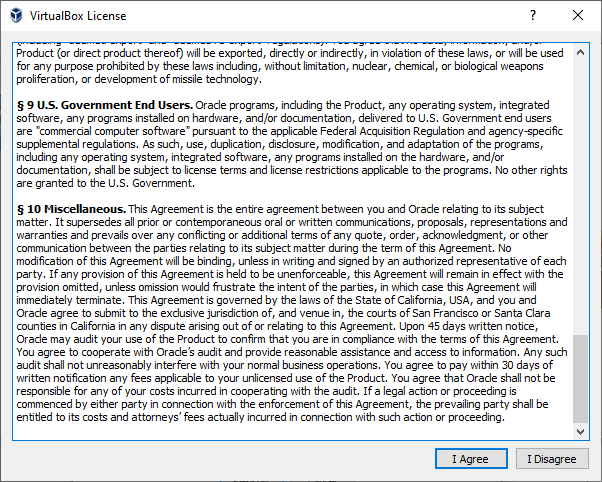 VirtualBox License
Product (or direct product thereof) will be exported, directly or indirectly, in violation of these laws, or will be used
for any purpose prohibited by these laws including, without limitation, nuclear, chemical, or biological weapons
proliferation, or development of missile technology.
§ 9 U.S. Government End Users. Oracle programs, including the Product, any operating system, integrated
software, any programs installed on hardware, and/or documentation, delivered to U.S. Government end users
are "commercial computer software" pursuant to the applicable Federal Acquisition Regulation and agency-specific
supplemental regulations. As such, use, duplication, disclosure, modification, and adaptation of the programs,
including any operating system, integrated software, any programs installed on the hardware, and/or
documentation, shall be subject to license terms and license restrictions applicable to the programs. No other rights
are granted to the U.S. Government.
§ 10 Miscellaneous. This Agreement is the entire agreement between you and Oracle relating to its subject
matter. It supersedes all prior or contemporaneous oral or written communications, proposals, representations and
warranties and prevails over any conflicting or additional terms of any quote, order, acknowledgment, or other
communication between the parties relating to its subject matter during the term of this Agreement. No
modification of this Agreement will be binding, unless in writing and signed by an authorized representative of each
party. If any provision of this Agreement is held to be unenforceable, this Agreement will remain in effect with the
provision omitted, unless omission would frustrate the intent of the parties, in which case this Agreement will
immediately terminate. This Agreement is governed by the laws of the State of California, USA, and you and
Oracle agree to submit to the exclusive jurisdiction of, and venue in, the courts of San Francisco or Santa Clara
counties in California in any dispute arising out of or relating to this Agreement. Upon 45 days written notice,
Oracle may audit your use of the Product to confirm that you are in compliance with the terms of this Agreement.
You agree to cooperate with Oracle’s audit and provide reasonable assistance and access to information. Any such
audit shall not unreasonably interfere with your normal business operations. You agree to pay within 30 days of
written notification any fees applicable to your unlicensed use of the Product. You agree that Oracle shall not be
responsible for any of your costs incurred in cooperating with the audit. If a legal action or proceeding is
commenced by either party in connection with the enforcement of this Agreement, the prevailing party shall be
entitled to its costs and attorneys’ fees actually incurred in connection with such action or proceeding.
I Agree
I Disagree